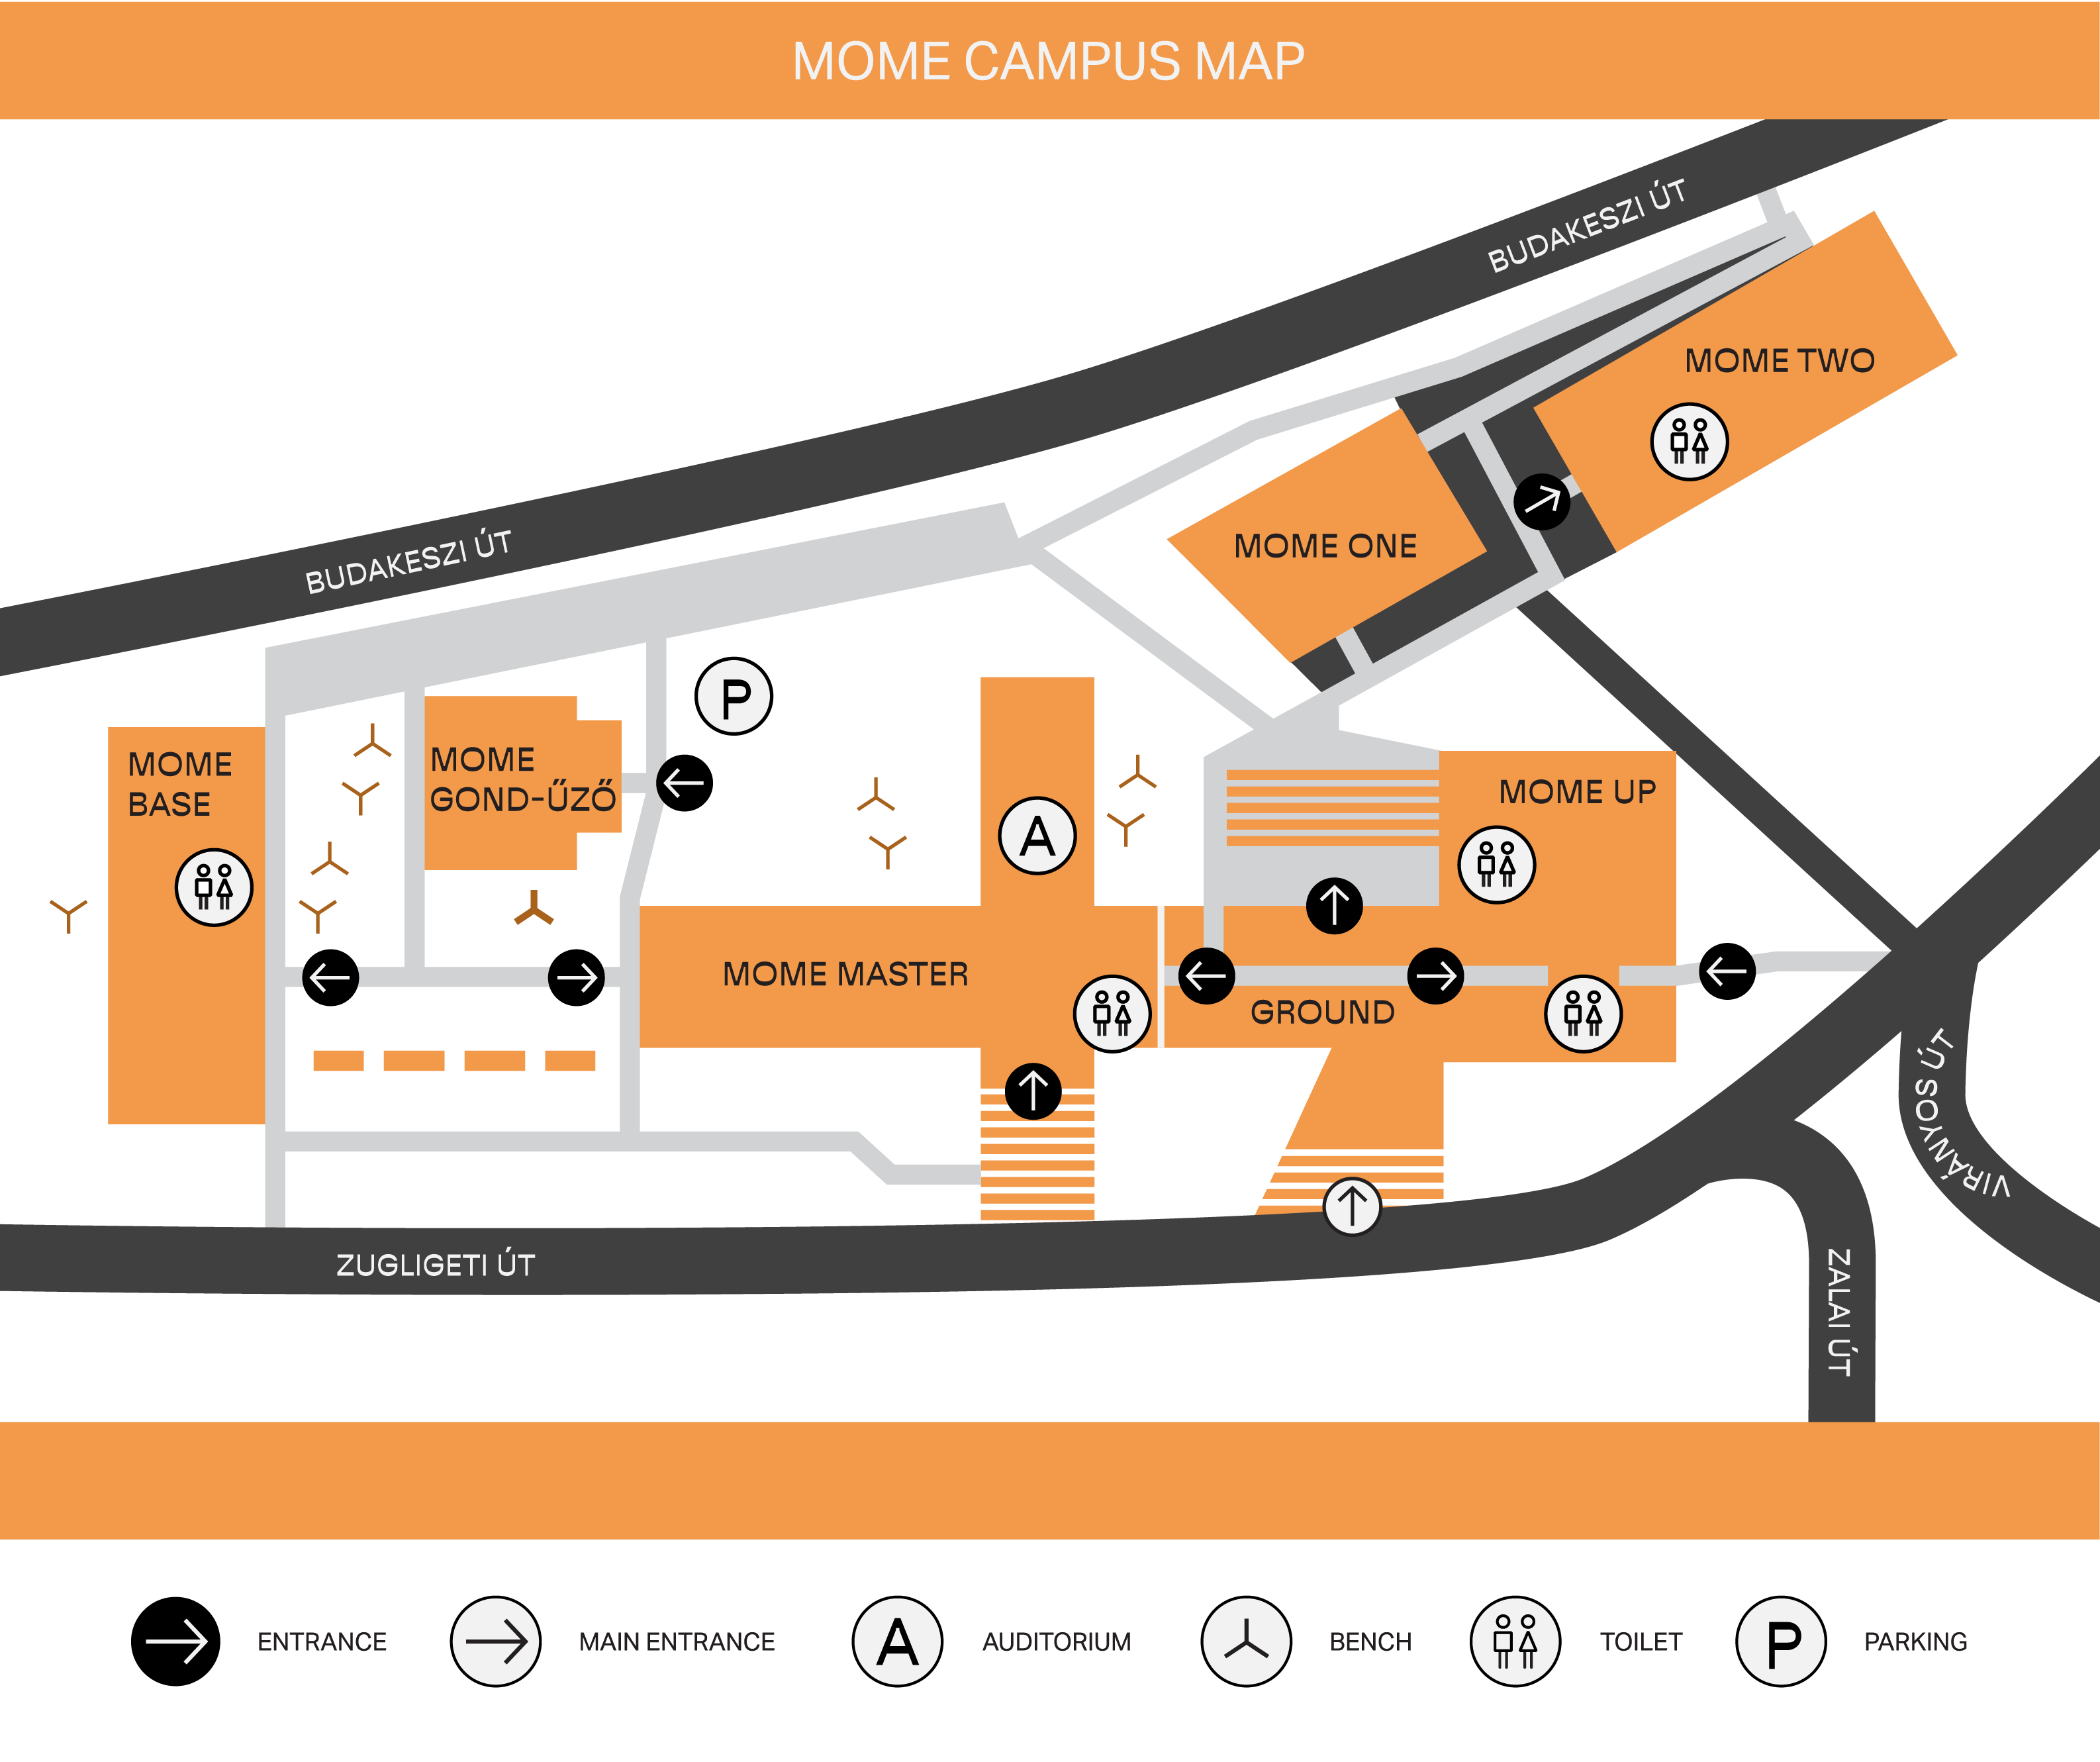 MOME CAMPUS MAP
BUDAKESZI ÚT
MOME TWO
MOME ONE
BUDAKESZI ÚT
P
MOME
BASE
MOME
GOND-ŰZŐ
A
MOME UP
MOME MASTER
GROUND
VIRÁNYOS ÚT
ZUGLIGETI ÚT
ZALAI ÚT
ENTRANCE
MAIN ENTRANCE
A AUDITORIUM
BENCH
TOILET
P PARKING